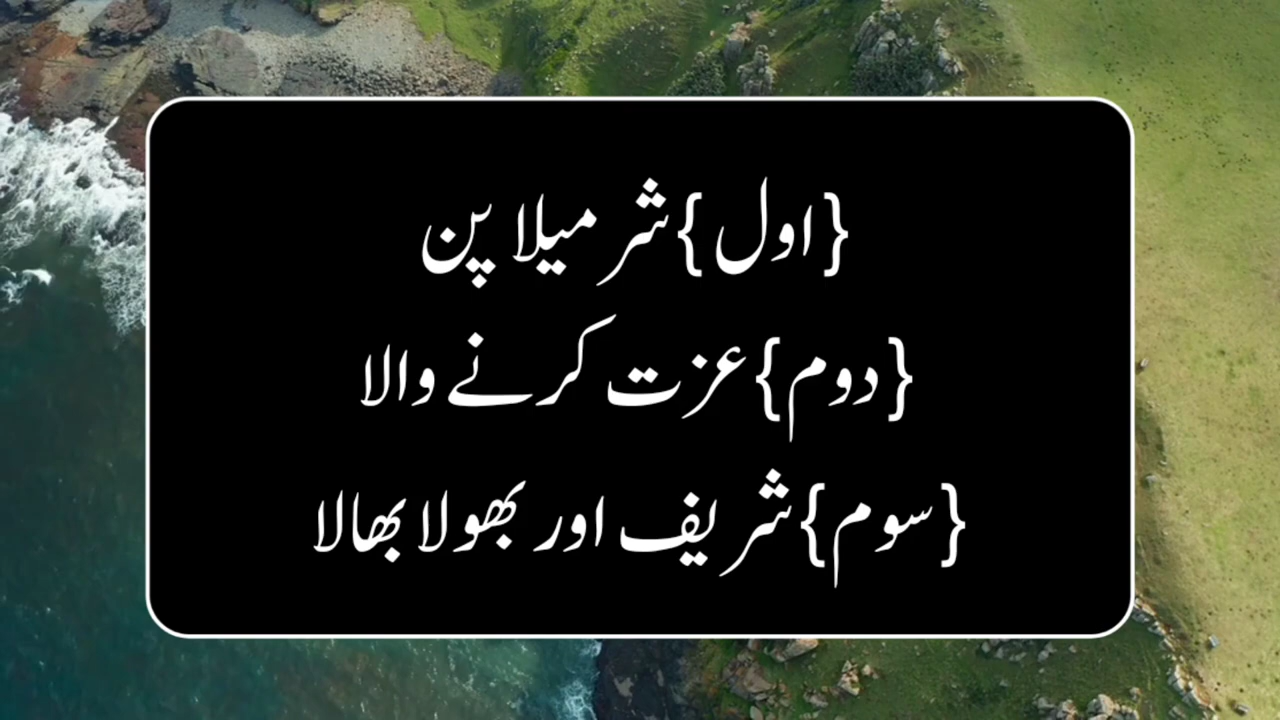 {اول}شرمیلا پن
{دوم}عزت کرنے والا
{سوم}شریف اور بھولا بھالا